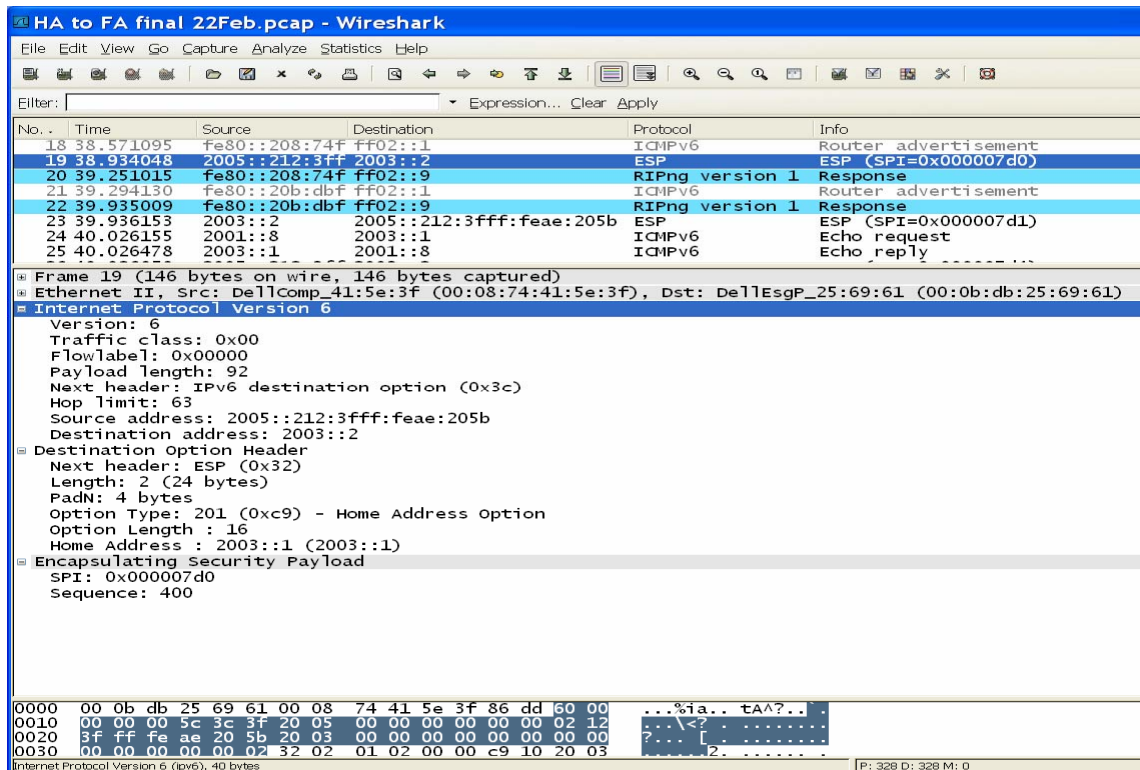 HA to FA final 22Feb.pcap - Wireshark
File Edit View Go Capture Analyze Statistics Help
Filter: Expression... Clear Apply
No. . Time Source Destination Protocol Info
18 38.571095 fe80::208:74f ff02::1 ICMPv6 Router advertisement
19 38.934048 2005::212:3ff 2003::2 ESP ESP (SPI=0x000007d0)
20 39.251015 fe80::208:74f ff02::9 RIPng version 1 Response
21 39.294130 fe80::20b:dbf ff02::1 ICMPv6 Router advertisement
22 39.935009 fe80::20b:dbf ff02::9 RIPng version 1 Response
23 39.936153 2003::2 2005::212:3fff:feae:205b ESP ESP (SPI=0x000007d1)
24 40.026155 2001::8 2003::1 ICMPv6 Echo request
25 40.026478 2003::1 2001::8 ICMPv6 Echo reply
Frame 19 (146 bytes on wire, 146 bytes captured)
Ethernet II, Src: DellComp_41:5e:3f (00:08:74:41:5e:3f), Dst: DellEsgP_25:69:61 (00:0b:db:25:69:61)
Internet Protocol Version 6
Version: 6
Traffic class: 0x00
Flowlabel: 0x00000
Payload length: 92
Next header: IPv6 destination option (0x3c)
Hop limit: 63
Source address: 2005::212:3fff:feae:205b
Destination address: 2003::2
Destination Option Header
Next header: ESP (0x32)
Length: 2 (24 bytes)
PadN: 4 bytes
Option Type: 201 (0xc9) - Home Address Option
Option Length : 16
Home Address : 2003::1 (2003::1)
Encapsulating Security Payload
SPI: 0x000007d0
Sequence: 400
0000 00 0b db 25 69 61 00 08 74 41 5e 3f 86 dd 60 00 ...%ia.. tA^?..`.
0010 00 00 00 5c 3c 3f 20 05 00 00 00 00 00 00 02 12 ...\<? . ........
0020 3f ff fe ae 20 5b 20 03 00 00 00 00 00 00 00 00 ?... [ . ........
0030 00 00 00 00 00 02 32 02 01 02 00 00 c9 10 20 03 ......2. ...... .
Internet Protocol Version 6 (ipv6), 40 bytes P: 328 D: 328 M: 0